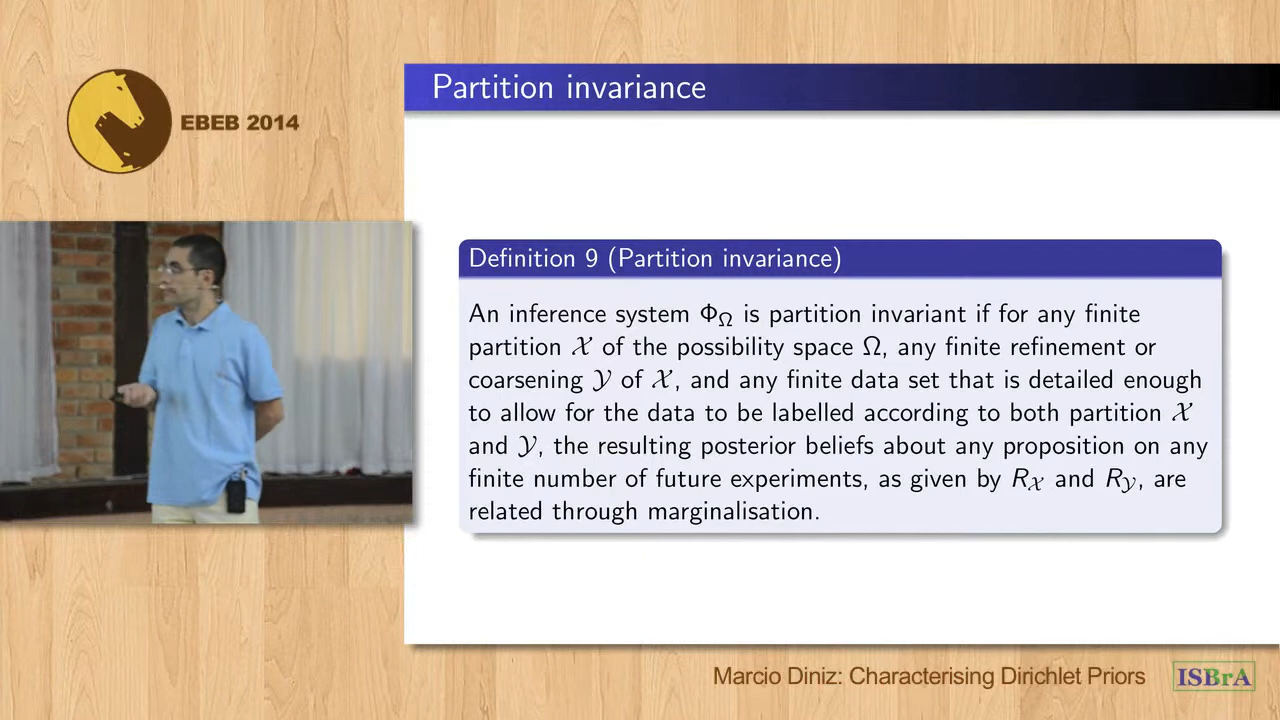 EBEB 2014
Partition invariance
Definition 9 (Partition invariance)
An inference system Φ_Ω is partition invariant if for any finite
partition 𝒳 of the possibility space Ω, any finite refinement or
coarsening 𝒴 of 𝒳, and any finite data set that is detailed enough
to allow for the data to be labelled according to both partition 𝒳
and 𝒴, the resulting posterior beliefs about any proposition on any
finite number of future experiments, as given by R_𝒳 and R_𝒴, are
related through marginalisation.
Marcio Diniz: Characterising Dirichlet Priors
ISBrA